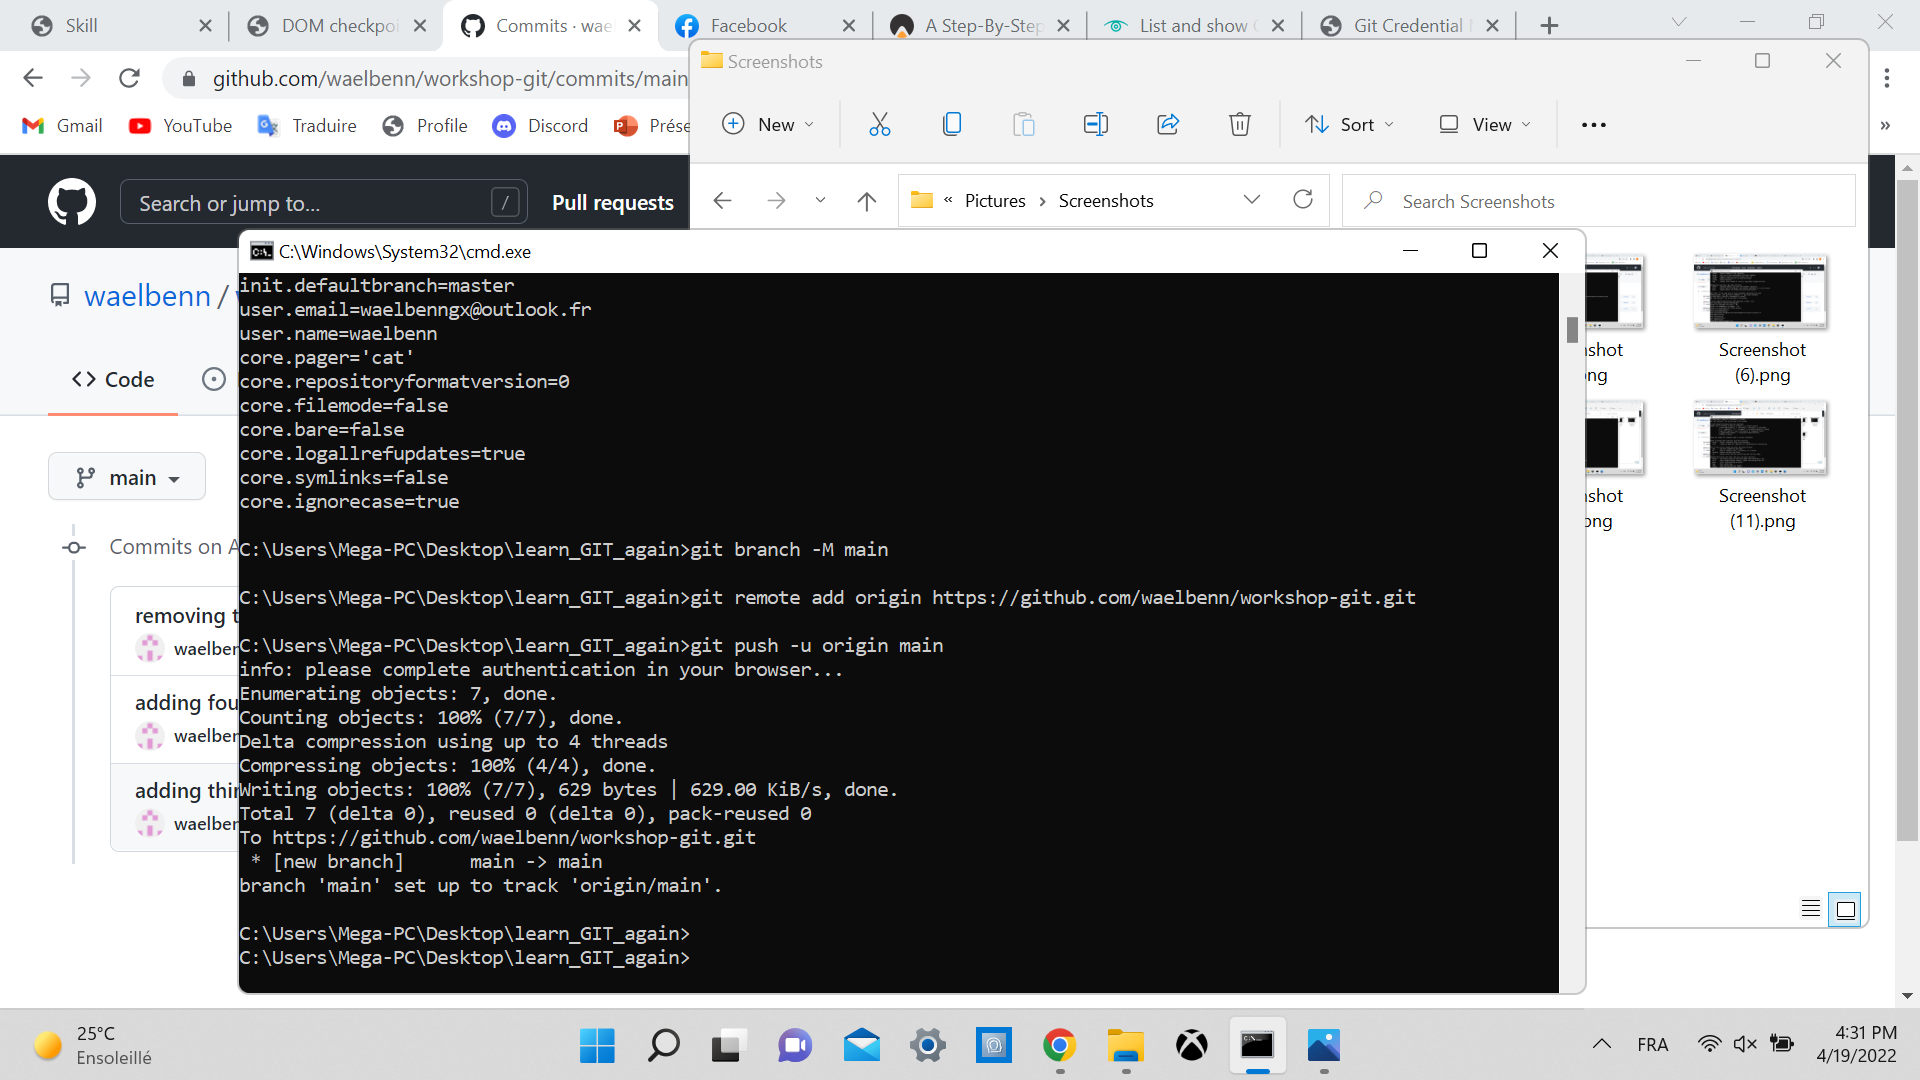 Skill
DOM checkpoi
Commits · wae
Facebook
A Step-By-Step
List and show
Git Credential
github.com/waelbenn/workshop-git/commits/main
Gmail
YouTube
Traduire
Profile
Discord
Prése
»
Screenshots
New
Sort
View
« Pictures › Screenshots
Search Screenshots
Search or jump to...
/
Pull requests
waelbenn /
Code
main
Commits on A
removing t
waelber
adding fou
waelber
adding thir
waelber
C:\Windows\System32\cmd.exe
init.defaultbranch=master
user.email=waelbenngx@outlook.fr
user.name=waelbenn
core.pager='cat'
core.repositoryformatversion=0
core.filemode=false
core.bare=false
core.logallrefupdates=true
core.symlinks=false
core.ignorecase=true
C:\Users\Mega-PC\Desktop\learn_GIT_again>git branch -M main
C:\Users\Mega-PC\Desktop\learn_GIT_again>git remote add origin https://github.com/waelbenn/workshop-git.git
C:\Users\Mega-PC\Desktop\learn_GIT_again>git push -u origin main
info: please complete authentication in your browser...
Enumerating objects: 7, done.
Counting objects: 100% (7/7), done.
Delta compression using up to 4 threads
Compressing objects: 100% (4/4), done.
Writing objects: 100% (7/7), 629 bytes | 629.00 KiB/s, done.
Total 7 (delta 0), reused 0 (delta 0), pack-reused 0
To https://github.com/waelbenn/workshop-git.git
 * [new branch]      main -> main
branch 'main' set up to track 'origin/main'.
C:\Users\Mega-PC\Desktop\learn_GIT_again>
C:\Users\Mega-PC\Desktop\learn_GIT_again>
shot
ng
Screenshot
(6).png
shot
png
Screenshot
(11).png
25°C
Ensoleillé
FRA
4:31 PM
4/19/2022